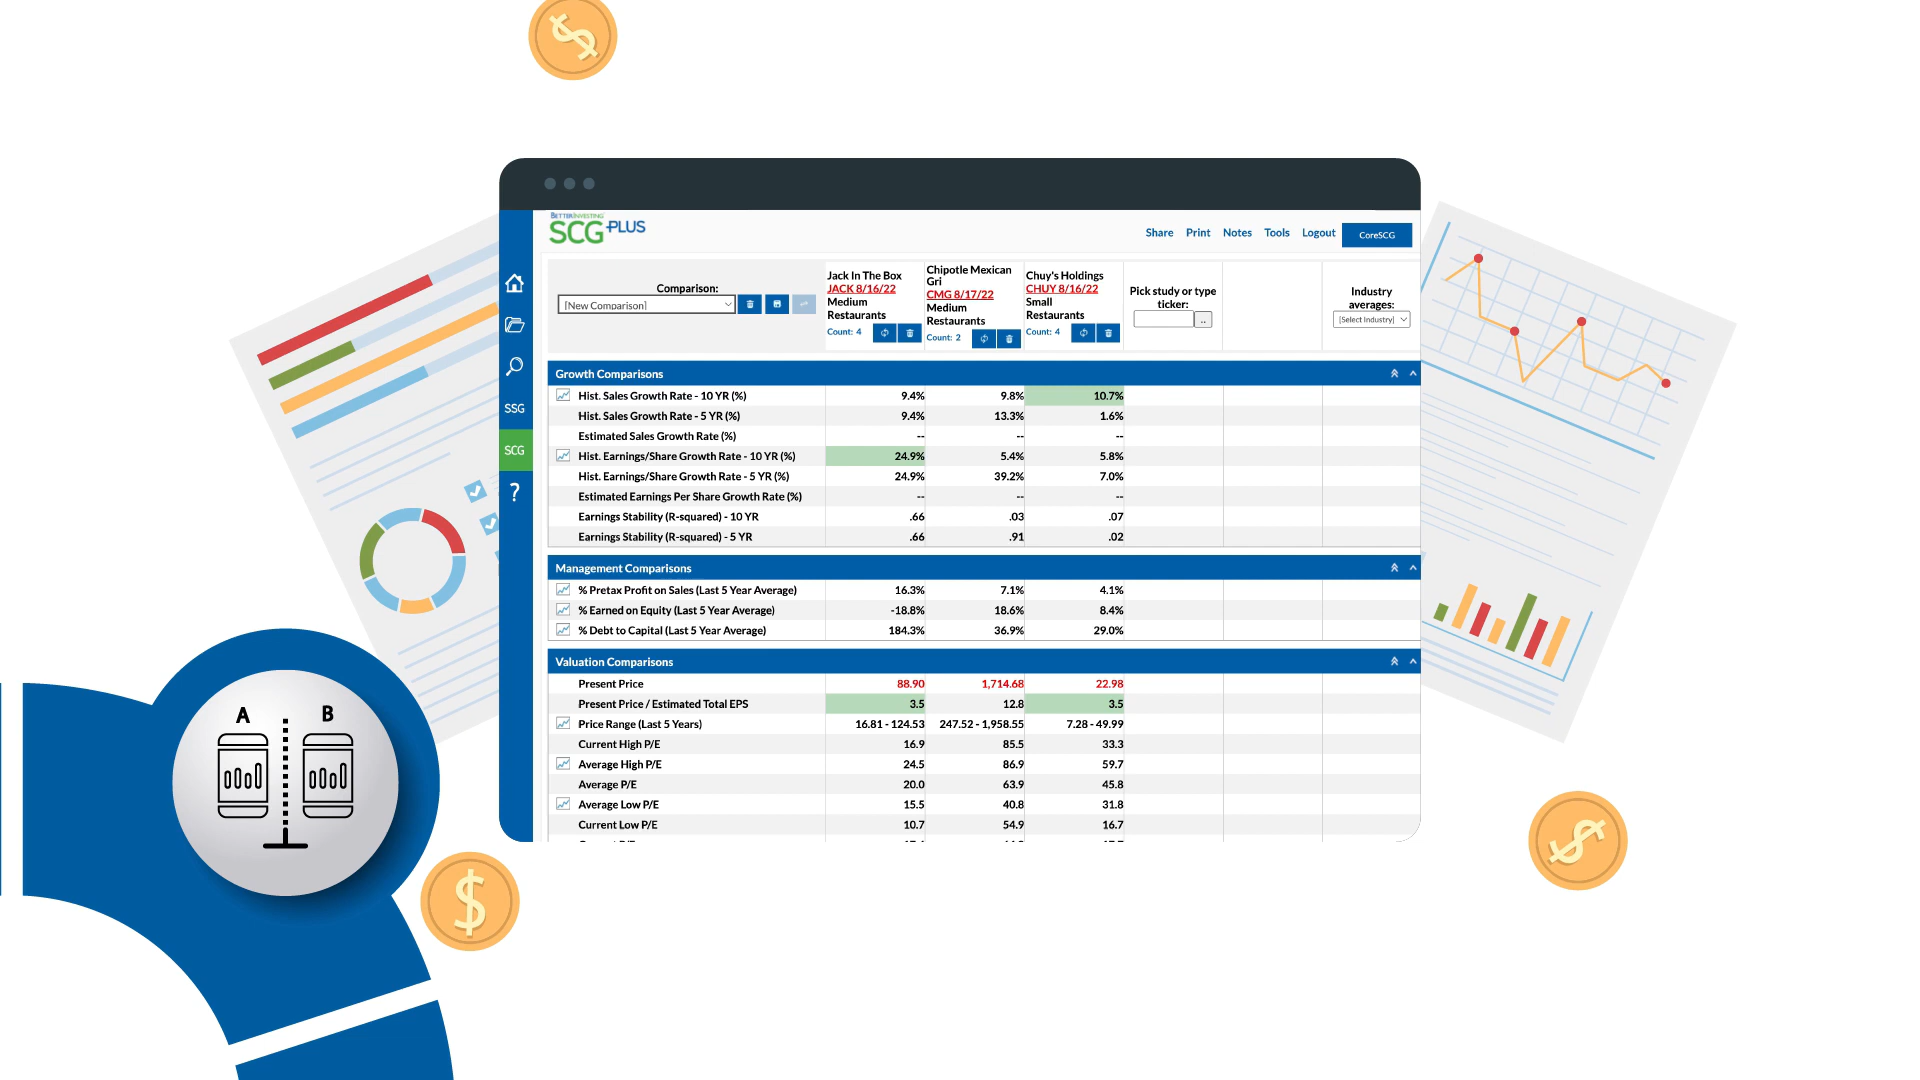 BETTERINVESTING
SCG PLUS
Share Print Notes Tools Logout CoreSCG
Comparison:
[New Comparison]
Jack In The Box
JACK 8/16/22
Medium
Restaurants
Count: 4
Chipotle Mexican
Gri
CMG 8/17/22
Medium
Restaurants
Count: 2
Chuy's Holdings
CHUY 8/16/22
Small
Restaurants
Count: 4
Pick study or type
ticker:
..
Industry
averages:
[Select Industry]
SSG
SCG
?
Growth Comparisons
Hist. Sales Growth Rate - 10 YR (%) 9.4% 9.8% 10.7%
Hist. Sales Growth Rate - 5 YR (%) 9.4% 13.3% 1.6%
Estimated Sales Growth Rate (%) -- -- --
Hist. Earnings/Share Growth Rate - 10 YR (%) 24.9% 5.4% 5.8%
Hist. Earnings/Share Growth Rate - 5 YR (%) 24.9% 39.2% 7.0%
Estimated Earnings Per Share Growth Rate (%) -- -- --
Earnings Stability (R-squared) - 10 YR .66 .03 .07
Earnings Stability (R-squared) - 5 YR .66 .91 .02
Management Comparisons
% Pretax Profit on Sales (Last 5 Year Average) 16.3% 7.1% 4.1%
% Earned on Equity (Last 5 Year Average) -18.8% 18.6% 8.4%
% Debt to Capital (Last 5 Year Average) 184.3% 36.9% 29.0%
Valuation Comparisons
Present Price 88.90 1,714.68 22.98
Present Price / Estimated Total EPS 3.5 12.8 3.5
Price Range (Last 5 Years) 16.81 - 124.53 247.52 - 1,958.55 7.28 - 49.99
Current High P/E 16.9 85.5 33.3
Average High P/E 24.5 86.9 59.7
Average P/E 20.0 63.9 45.8
Average Low P/E 15.5 40.8 31.8
Current Low P/E 10.7 54.9 16.7
A B
$
$
$